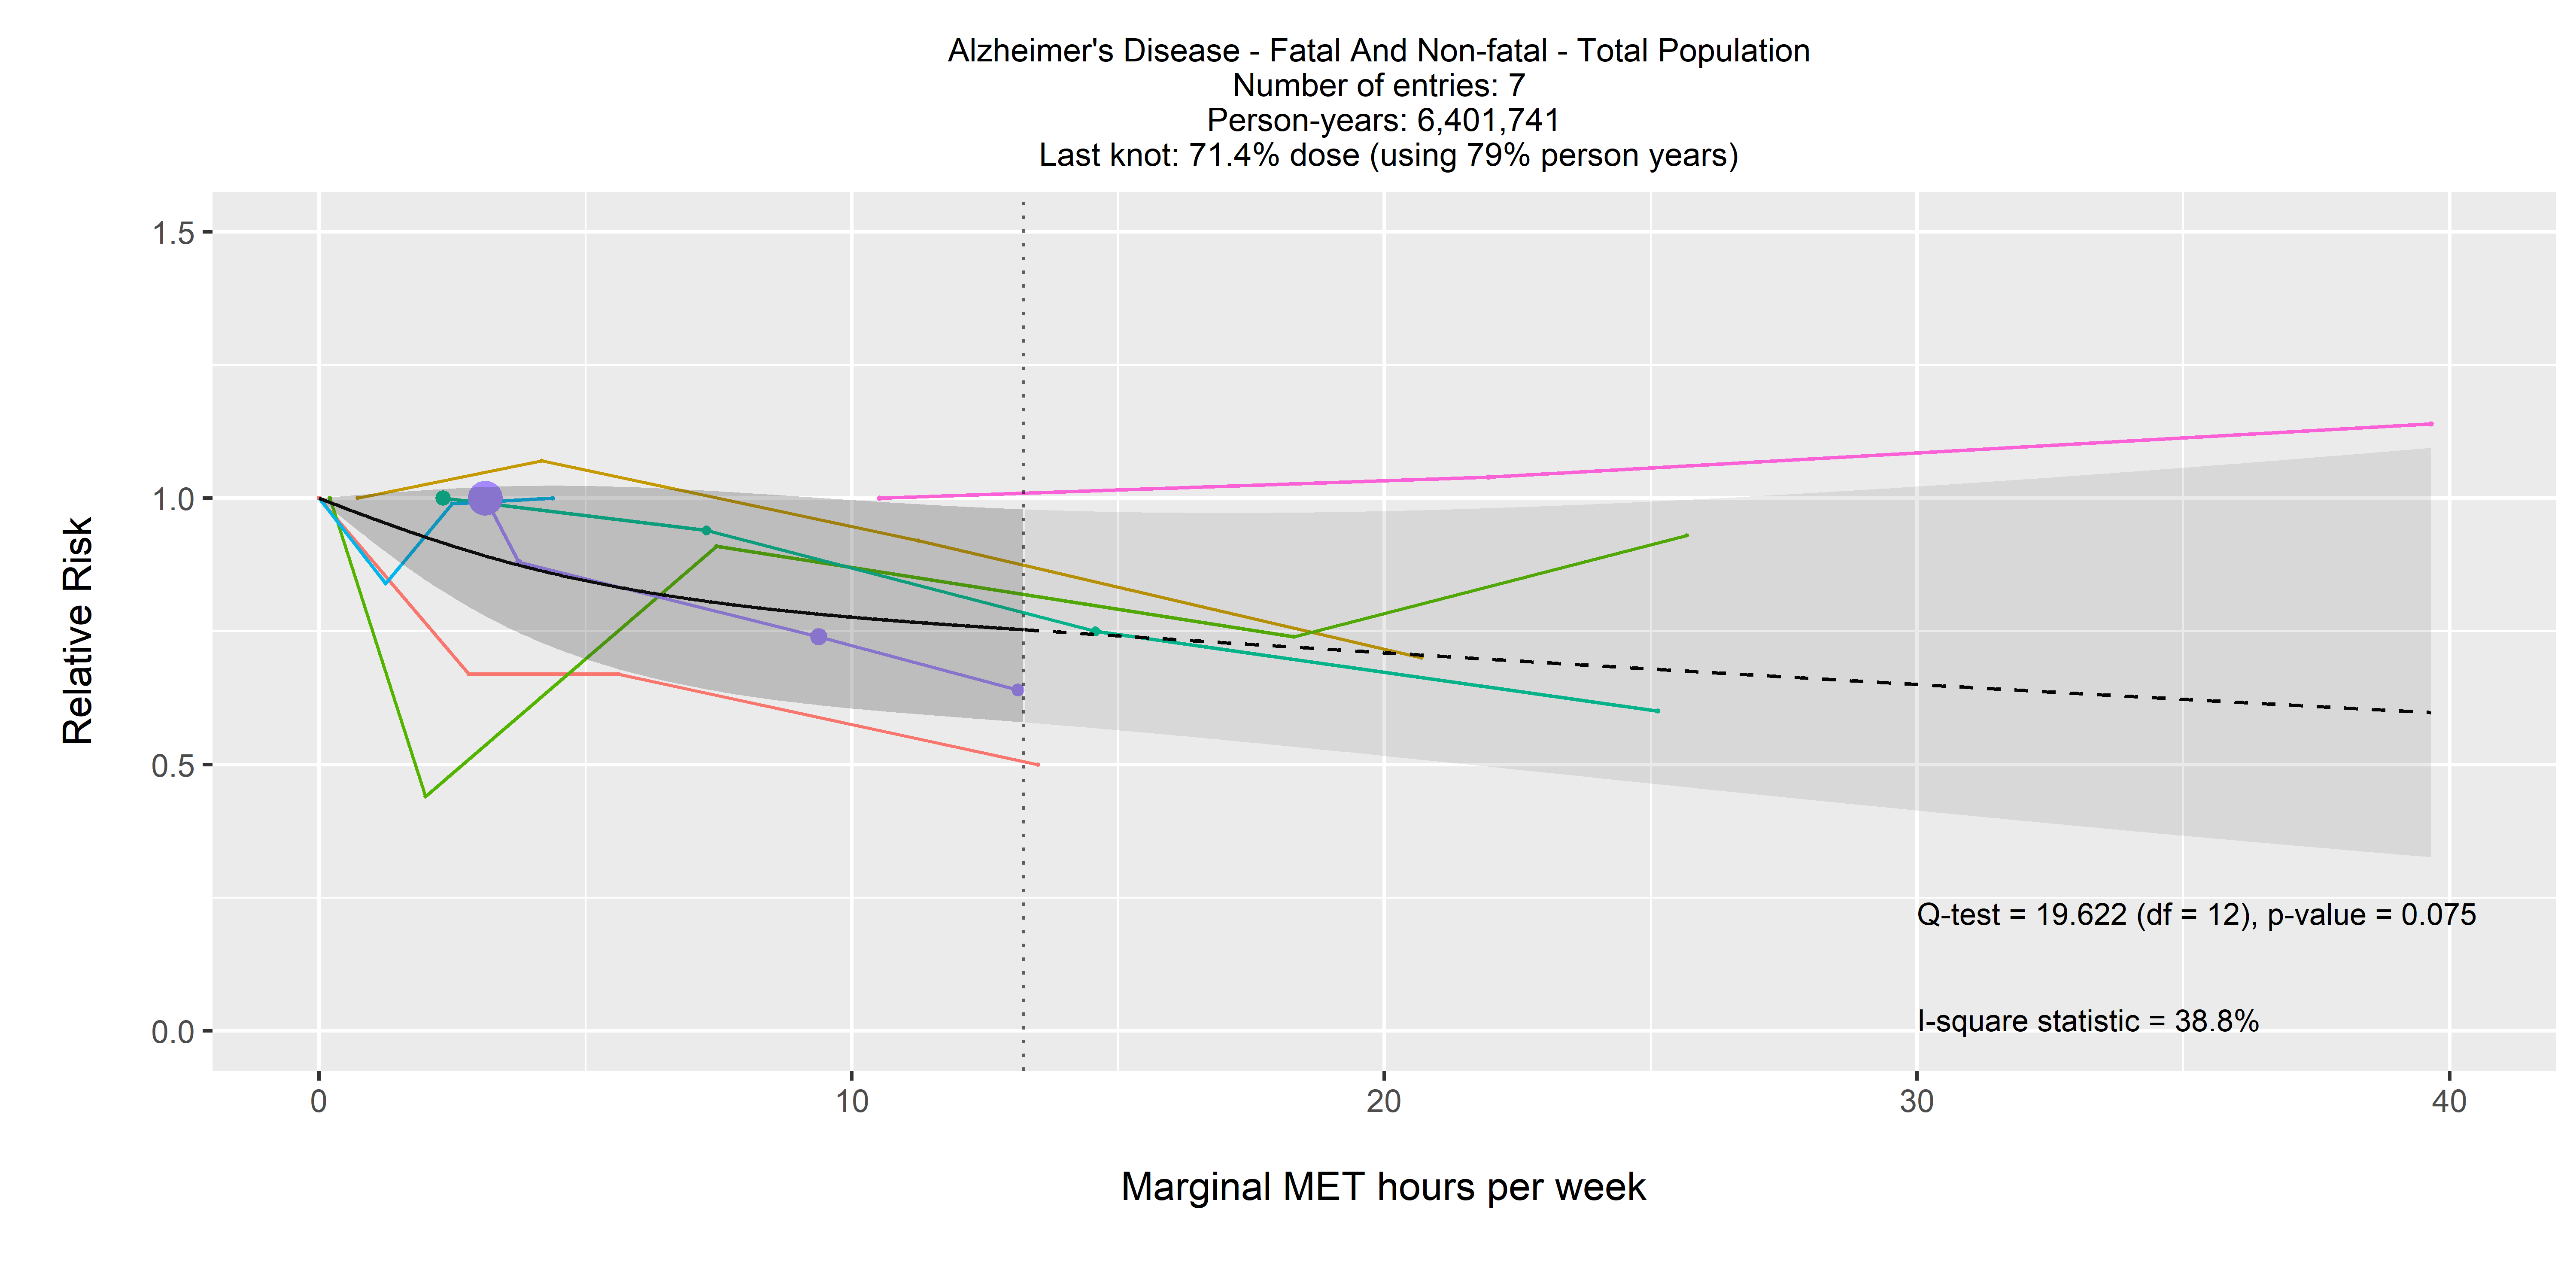 Alzheimer's Disease - Fatal And Non-fatal - Total Population
Number of entries: 7
Person-years: 6,401,741
Last knot: 71.4% dose (using 79% person years)
1.5
1.0
0.5
0.0
Relative Risk
Q-test = 19.622 (df = 12), p-value = 0.075
I-square statistic = 38.8%
0 10 20 30 40
Marginal MET hours per week